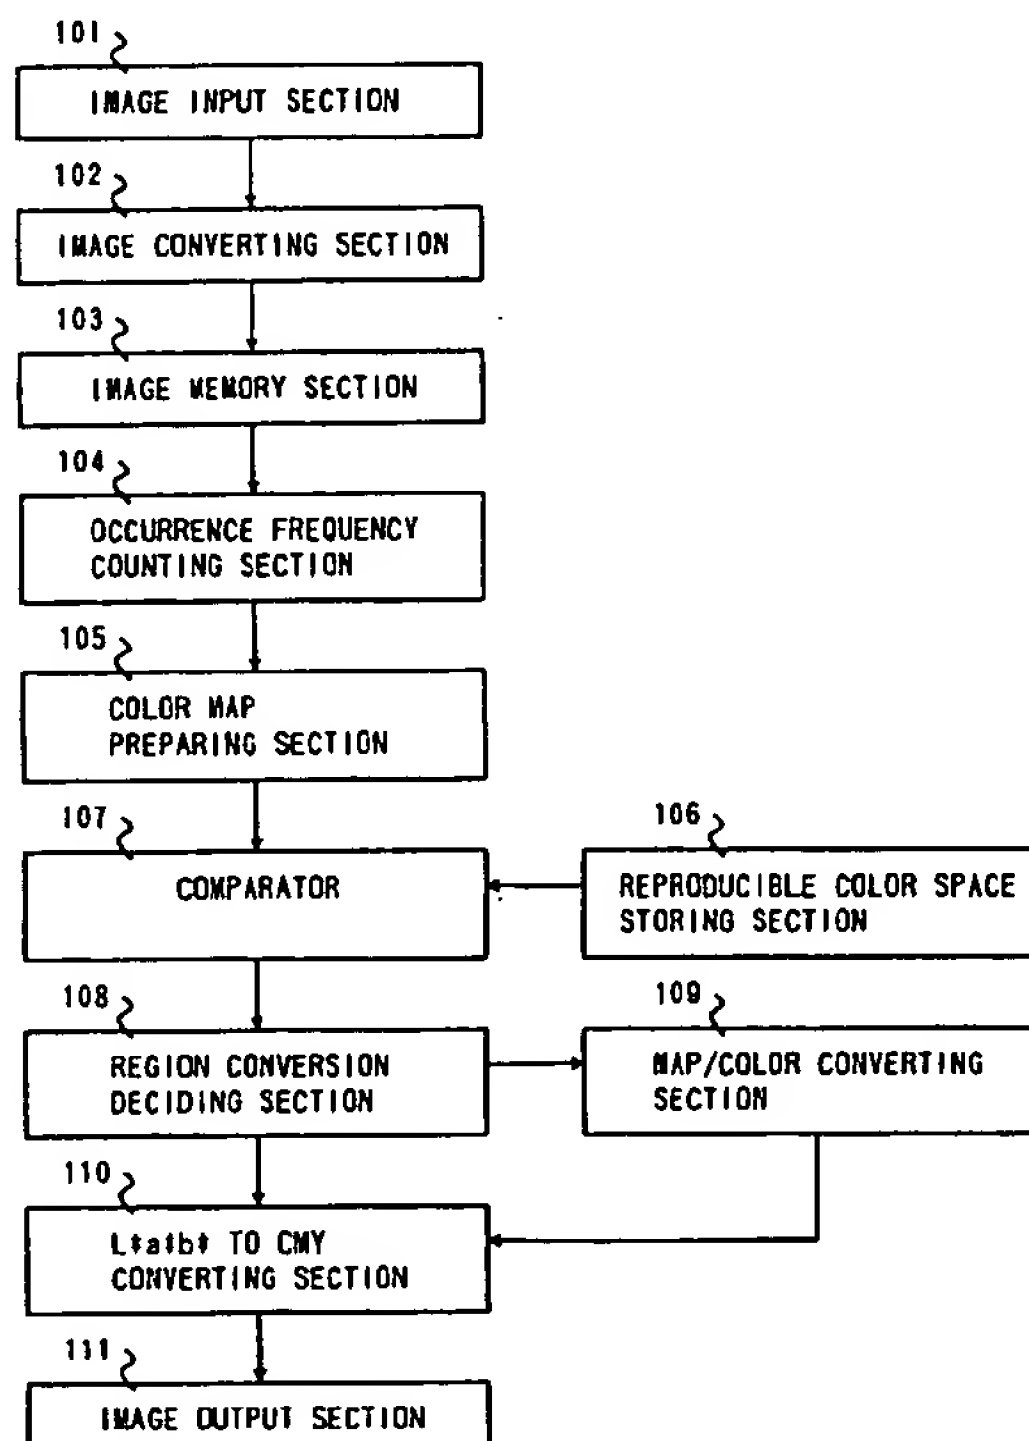 101
IMAGE INPUT SECTION
102
IMAGE CONVERTING SECTION
103
IMAGE MEMORY SECTION
104
OCCURRENCE FREQUENCY
COUNTING SECTION
105
COLOR MAP
PREPARING SECTION
107
COMPARATOR
106
REPRODUCIBLE COLOR SPACE
STORING SECTION
108
REGION CONVERSION
DECIDING SECTION
109
MAP/COLOR CONVERTING
SECTION
110
L*a*b* TO CMY
CONVERTING SECTION
111
IMAGE OUTPUT SECTION